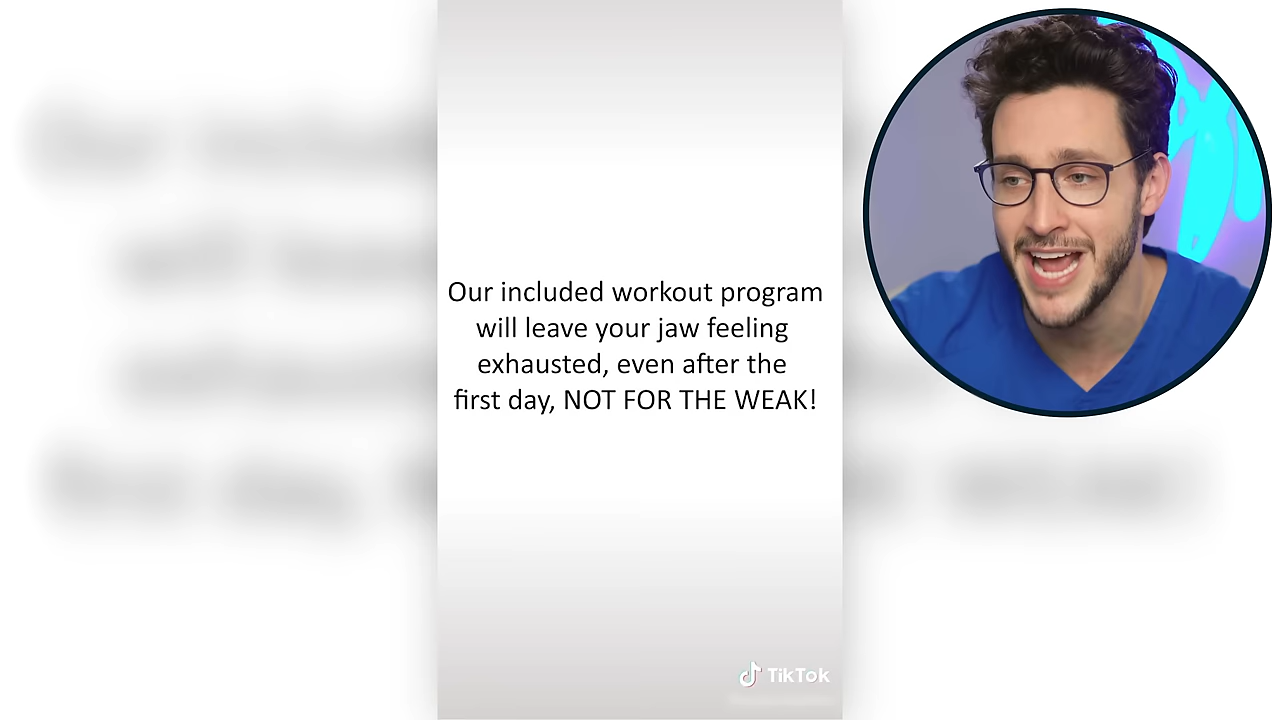 Our included workout program
will leave your jaw feeling
exhausted, even after the
first day, NOT FOR THE WEAK!
TikTok